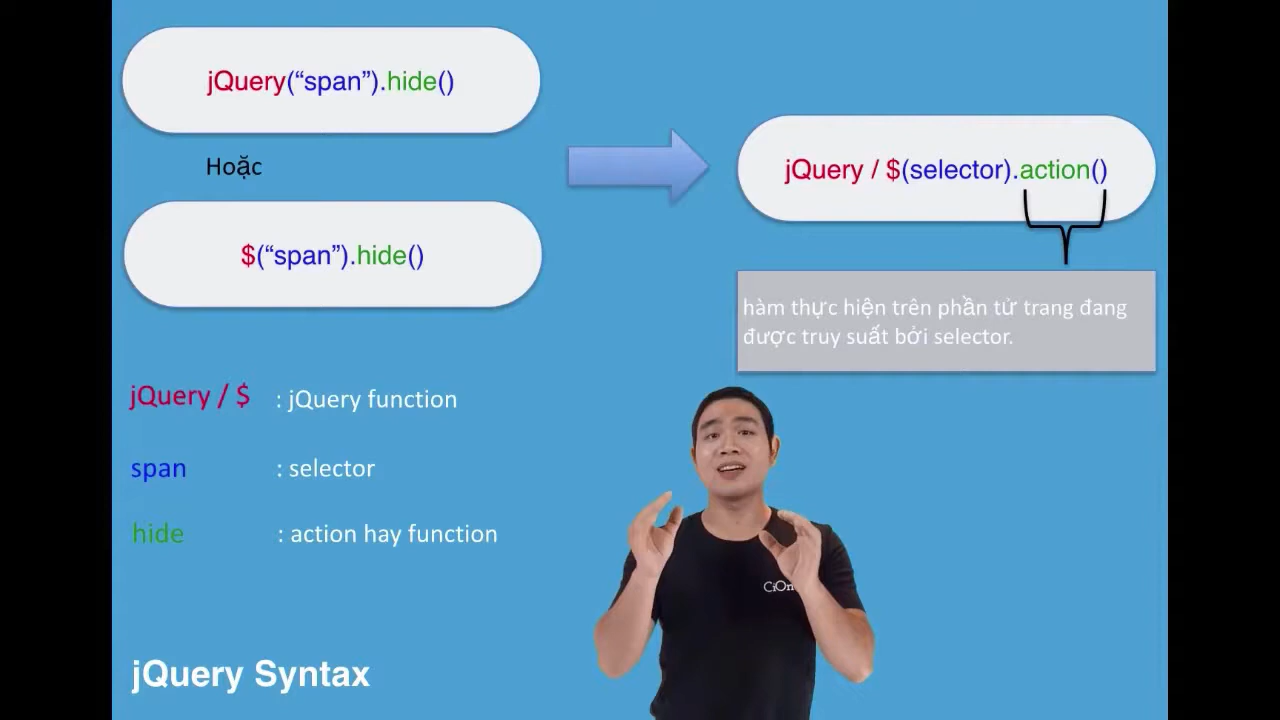 jQuery(“span”).hide()
Hoặc
$(“span”).hide()
jQuery / $(selector).action()
hàm thực hiện trên phần tử trang đang
được truy suất bởi selector.
jQuery / $ : jQuery function
span : selector
hide : action hay function
jQuery Syntax